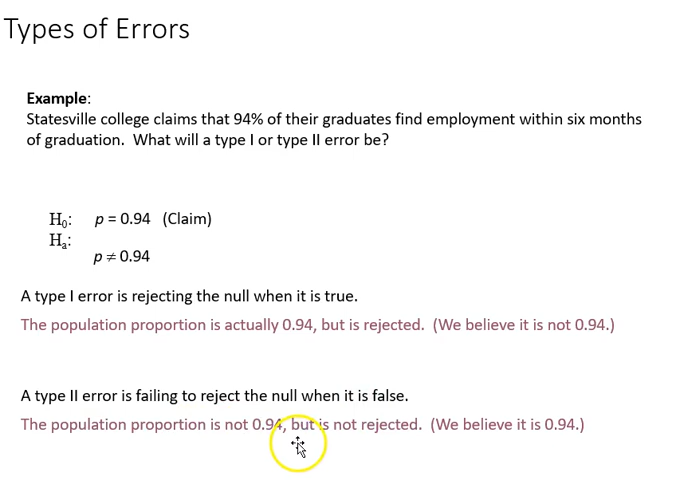 Types of Errors
Example:
Statesville college claims that 94% of their graduates find employment within six months
of graduation.  What will a type I or type II error be?
H₀:  p = 0.94  (Claim)
Hₐ:
p ≠ 0.94
A type I error is rejecting the null when it is true.
The population proportion is actually 0.94, but is rejected.  (We believe it is not 0.94.)
A type II error is failing to reject the null when it is false.
The population proportion is not 0.94, but is not rejected.  (We believe it is 0.94.)